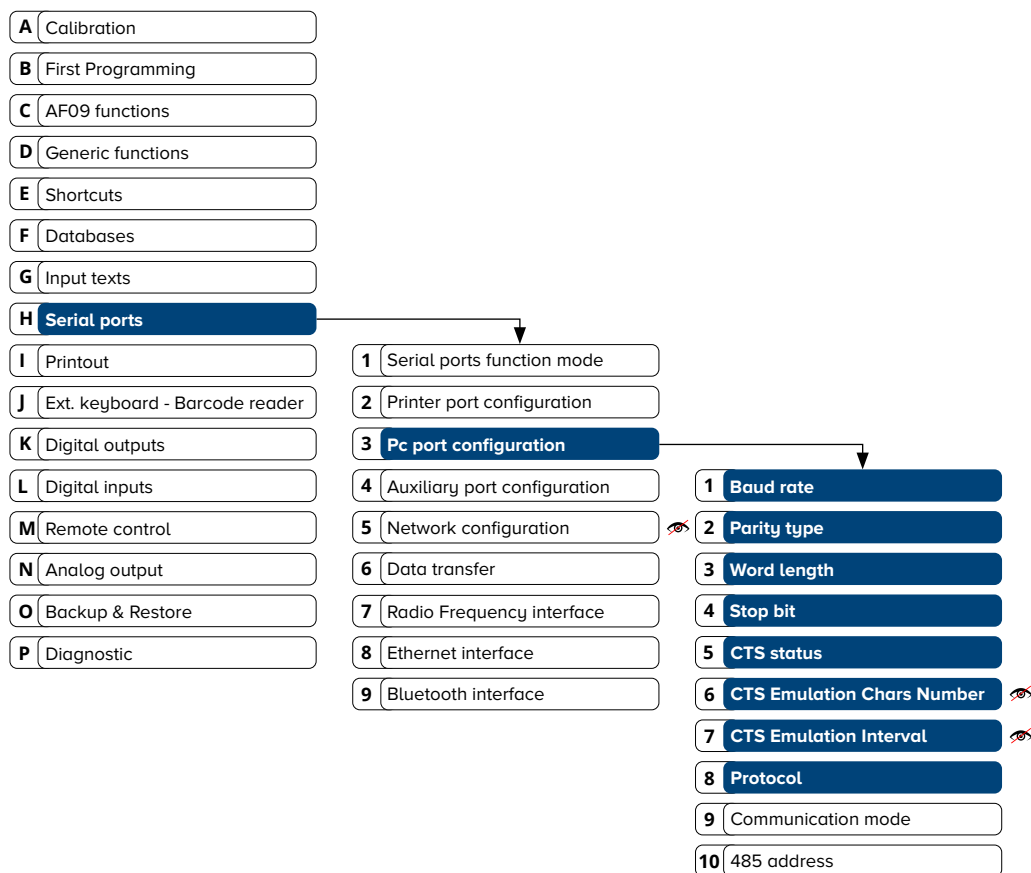 A Calibration
B First Programming
C AF09 functions
D Generic functions
E Shortcuts
F Databases
G Input texts
H Serial ports
I Printout
J Ext. keyboard - Barcode reader
K Digital outputs
L Digital inputs
M Remote control
N Analog output
O Backup & Restore
P Diagnostic
1 Serial ports function mode
2 Printer port configuration
3 Pc port configuration
4 Auxiliary port configuration
5 Network configuration
6 Data transfer
7 Radio Frequency interface
8 Ethernet interface
9 Bluetooth interface
1 Baud rate
2 Parity type
3 Word length
4 Stop bit
5 CTS status
6 CTS Emulation Chars Number
7 CTS Emulation Interval
8 Protocol
9 Communication mode
10 485 address